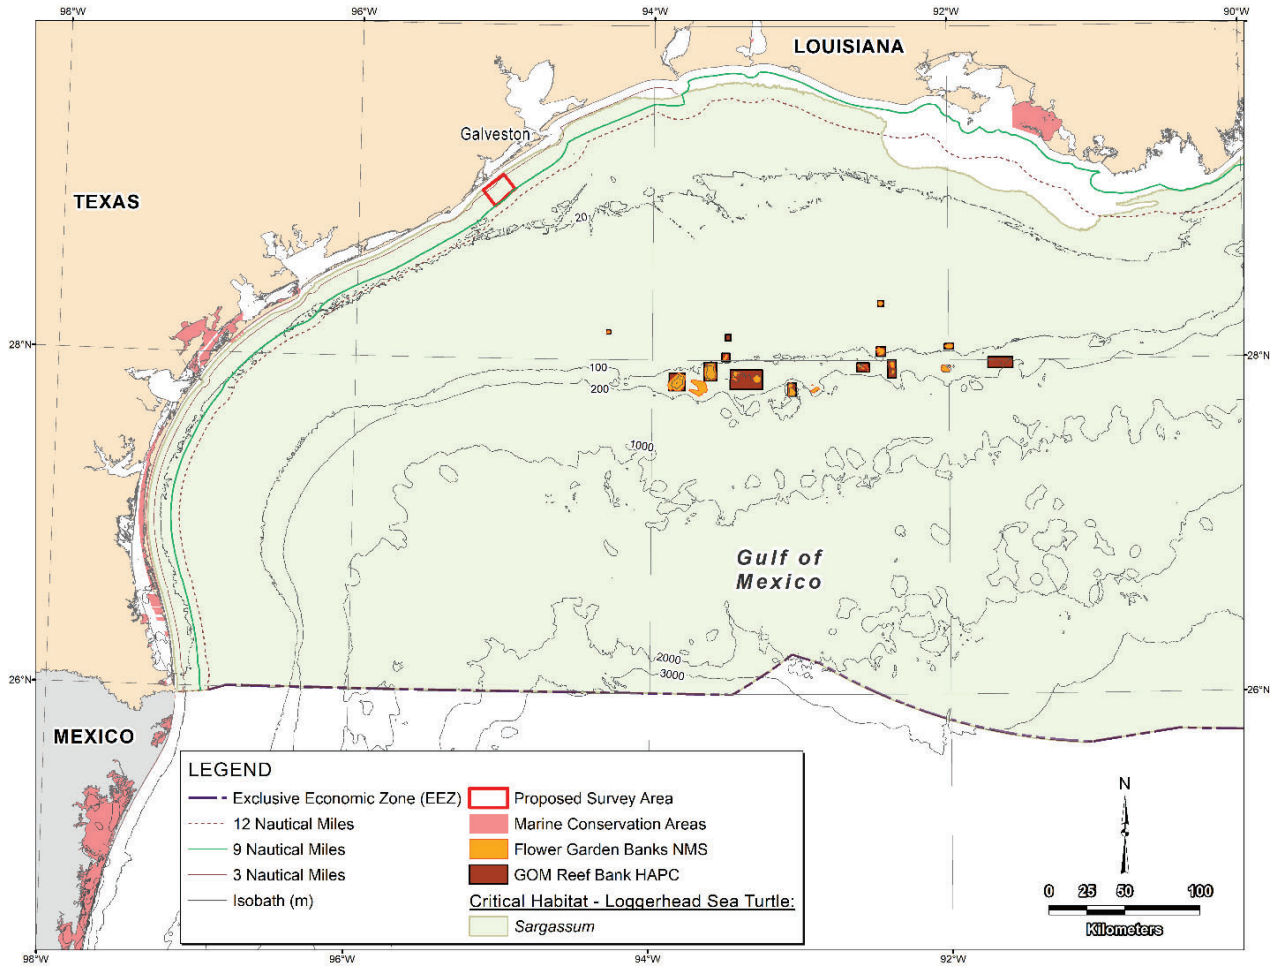 98°W 96°W 94°W 92°W 90°W
LOUISIANA
Galveston
TEXAS
20
28°N 28°N
100
200
1000
Gulf of
Mexico
2000
3000
26°N 26°N
MEXICO
LEGEND
Exclusive Economic Zone (EEZ) Proposed Survey Area
12 Nautical Miles Marine Conservation Areas
9 Nautical Miles Flower Garden Banks NMS
3 Nautical Miles GOM Reef Bank HAPC
Isobath (m) Critical Habitat - Loggerhead Sea Turtle:
Sargassum
N
0 25 50 100
Kilometers
98°W 96°W 94°W 92°W